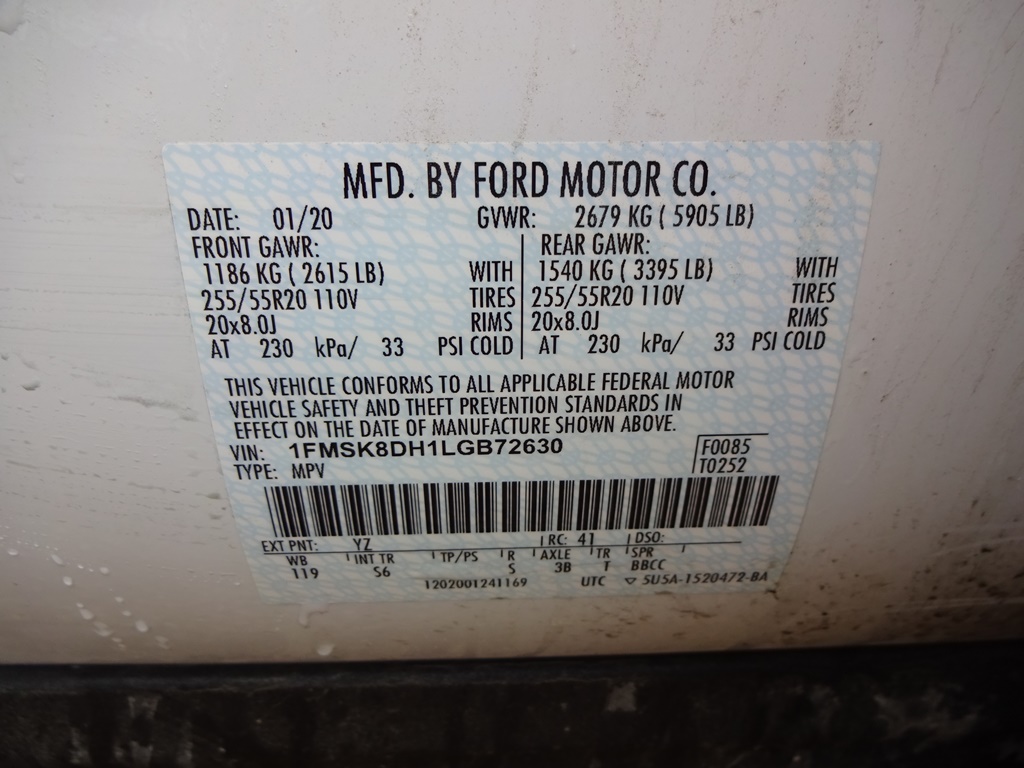 MFD. BY FORD MOTOR CO.
DATE: 01/20 GVWR: 2679 KG ( 5905 LB)
FRONT GAWR: REAR GAWR:
1186 KG ( 2615 LB) WITH 1540 KG ( 3395 LB) WITH
255/55R20 110V TIRES 255/55R20 110V TIRES
20x8.0J RIMS 20x8.0J RIMS
AT 230 kPa/ 33 PSI COLD AT 230 kPa/ 33 PSI COLD
THIS VEHICLE CONFORMS TO ALL APPLICABLE FEDERAL MOTOR
VEHICLE SAFETY AND THEFT PREVENTION STANDARDS IN
EFFECT ON THE DATE OF MANUFACTURE SHOWN ABOVE.
VIN: 1FMSK8DH1LGB72630 F0085
TYPE: MPV T0252
EXT PNT: YZ RC: 41 DSO:
WB INT TR TP/PS R AXLE TR SPR
119 S6 S 3B T BBCC
1202001241169 UTC ▽ 5U5A-1520472-BA